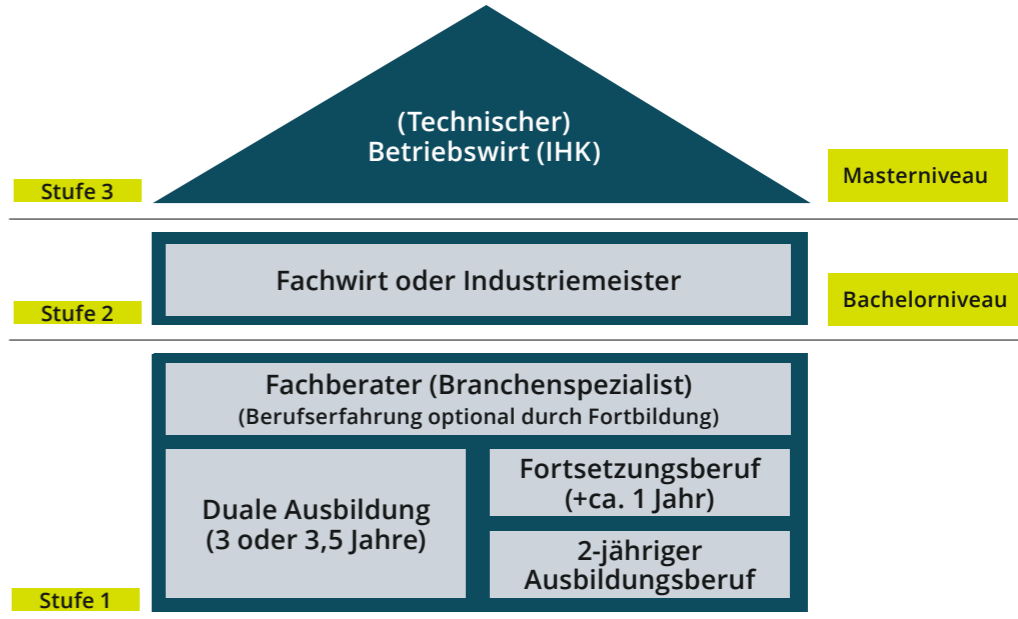 (Technischer)
Betriebswirt (IHK)
Stufe 3
Masterniveau
Fachwirt oder Industriemeister
Stufe 2
Bachelorniveau
Fachberater (Branchenspezialist)
(Berufserfahrung optional durch Fortbildung)
Duale Ausbildung
(3 oder 3,5 Jahre)
Fortsetzungsberuf
(+ca. 1 Jahr)
2-jähriger
Ausbildungsberuf
Stufe 1